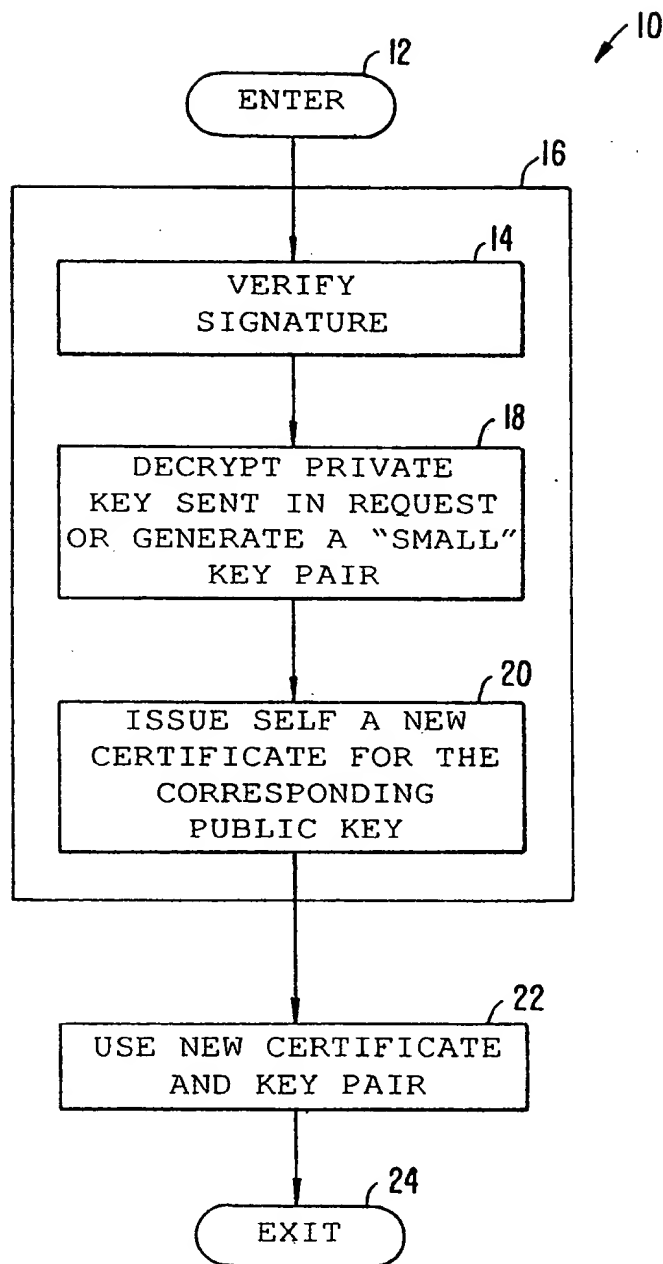 10
12
ENTER
16
14
VERIFY
SIGNATURE
18
DECRYPT PRIVATE
KEY SENT IN REQUEST
OR GENERATE A “SMALL”
KEY PAIR
20
ISSUE SELF A NEW
CERTIFICATE FOR THE
CORRESPONDING
PUBLIC KEY
22
USE NEW CERTIFICATE
AND KEY PAIR
24
EXIT